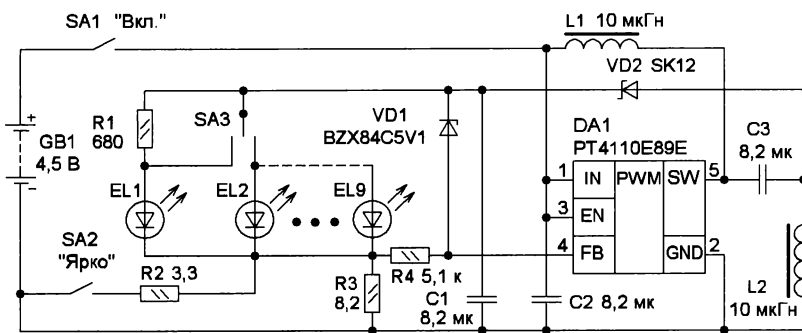 SA1 "Вкл."
L1 10 мкГн
VD2 SK12
R1
680
SA3
VD1
BZX84C5V1
DA1
PT4110E89E
C3
8,2 мк
+
GB1
4,5 В
−
1
IN
PWM
SW
5
3
EN
EL1
EL2
EL9
4
FB
GND
2
SA2
"Ярко"
R2 3,3
R3
8,2
R4 5,1 к
C1
8,2 мк
C2 8,2 мк
L2
10 мкГн